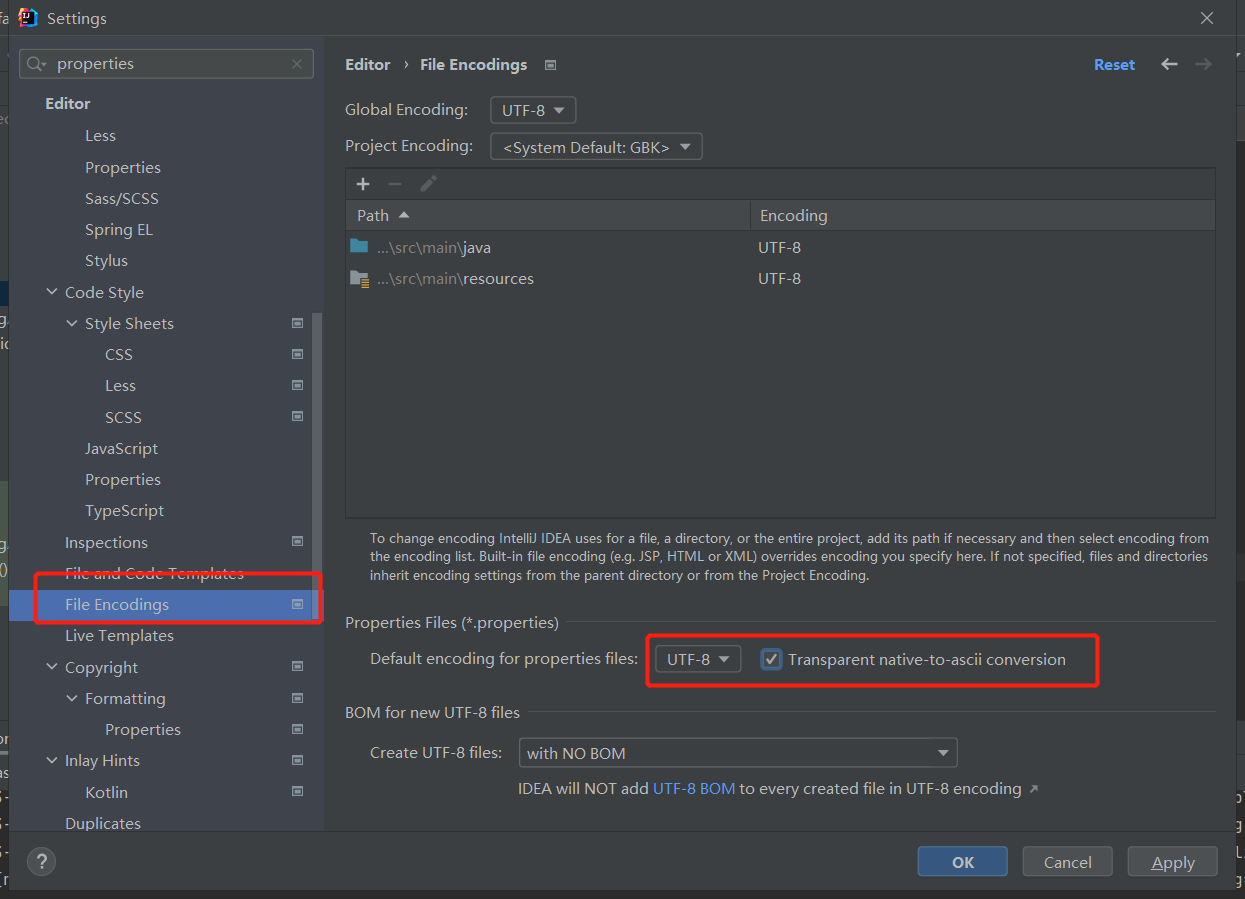 Settings
properties
Editor
Less
Properties
Sass/SCSS
Spring EL
Stylus
Code Style
Style Sheets
CSS
Less
SCSS
JavaScript
Properties
TypeScript
Inspections
File and Code Templates
File Encodings
Live Templates
Copyright
Formatting
Properties
Inlay Hints
Kotlin
Duplicates
Editor › File Encodings
Reset
Global Encoding: UTF-8
Project Encoding: <System Default: GBK>
Path Encoding
...\src\main\java UTF-8
...\src\main\resources UTF-8
To change encoding IntelliJ IDEA uses for a file, a directory, or the entire project, add its path if necessary and then select encoding from
the encoding list. Built-in file encoding (e.g. JSP, HTML or XML) overrides encoding you specify here. If not specified, files and directories
inherit encoding settings from the parent directory or from the Project Encoding.
Properties Files (*.properties)
Default encoding for properties files: UTF-8 Transparent native-to-ascii conversion
BOM for new UTF-8 files
Create UTF-8 files: with NO BOM
IDEA will NOT add UTF-8 BOM to every created file in UTF-8 encoding ↗
? OK Cancel Apply